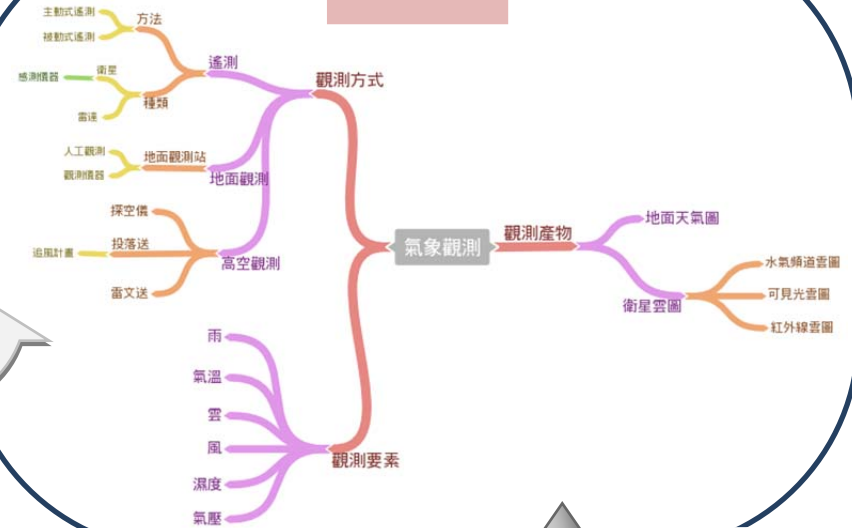 氣象觀測
觀測方式
遙測
方法
主動式遙測
被動式遙測
種類
衛星
感測儀器
雷達
地面觀測
地面觀測站
人工觀測
觀測儀器
高空觀測
探空儀
投落送
追風計畫
雷文送
觀測要素
雨
氣溫
雲
風
濕度
氣壓
觀測產物
地面天氣圖
衛星雲圖
水氣頻道雲圖
可見光雲圖
紅外線雲圖